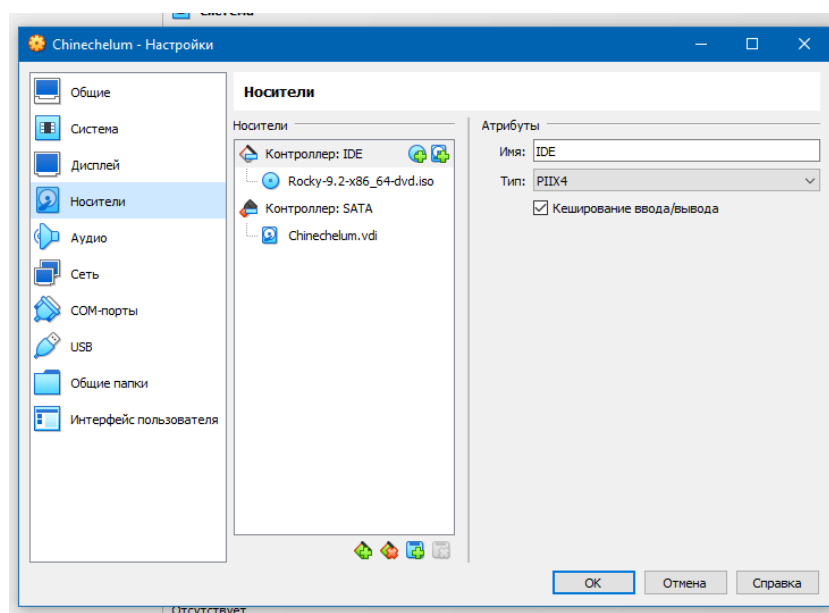 Система
Chinechelum - Настройки
Общие
Система
Дисплей
Носители
Аудио
Сеть
COM-порты
USB
Общие папки
Интерфейс пользователя
Носители
Носители
Контроллер: IDE
Rocky-9.2-x86_64-dvd.iso
Контроллер: SATA
Chinechelum.vdi
Атрибуты
Имя: IDE
Тип: PIIX4
Кеширование ввода/вывода
OK Отмена Справка
Отсутствует